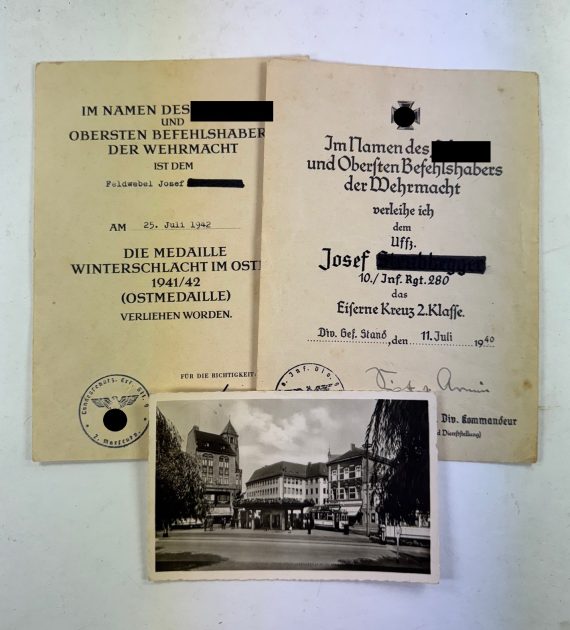 IM NAMEN DES
UND
OBERSTEN BEFEHLSHABER
DER WEHRMACHT
IST DEM
Feldwebel Josef
AM 25. Juli 1942
DIE MEDAILLE
WINTERSCHLACHT IM OST
1941/42
(OSTMEDAILLE)
VERLIEHEN WORDEN.
FÜR DIE RICHTIGKEIT:
Im Namen des
und Obersten Befehlshabers
der Wehrmacht
verleihe ich
dem
Uffz.
Josef
10./Inf. Rgt. 280
das
Eiserne Kreuz 2. Klasse.
Div. Gef. Stand, den 11. Juli 1940
Div. Kommandeur
d Dienststellung)